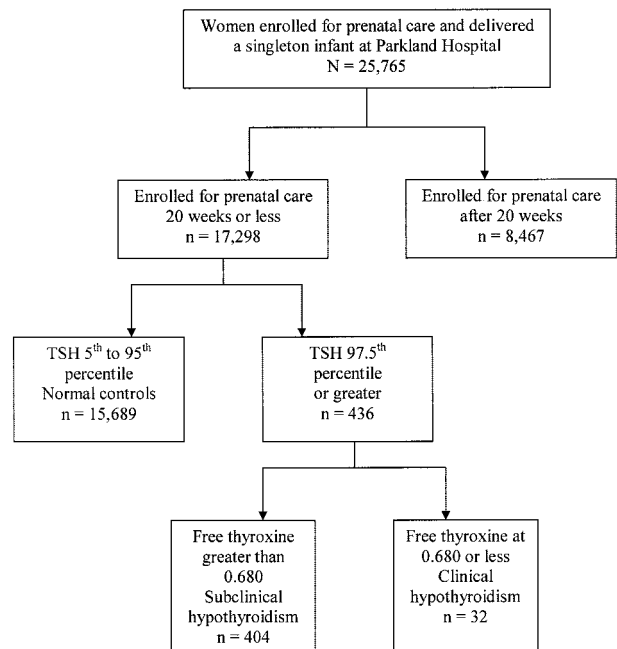 Women enrolled for prenatal care and delivered
a singleton infant at Parkland Hospital
N = 25,765
Enrolled for prenatal care
20 weeks or less
n = 17,298
Enrolled for prenatal care
after 20 weeks
n = 8,467
TSH 5th to 95th
percentile
Normal controls
n = 15,689
TSH 97.5th
percentile
or greater
n = 436
Free thyroxine
greater than
0.680
Subclinical
hypothyroidism
n = 404
Free thyroxine at
0.680 or less
Clinical
hypothyroidism
n = 32